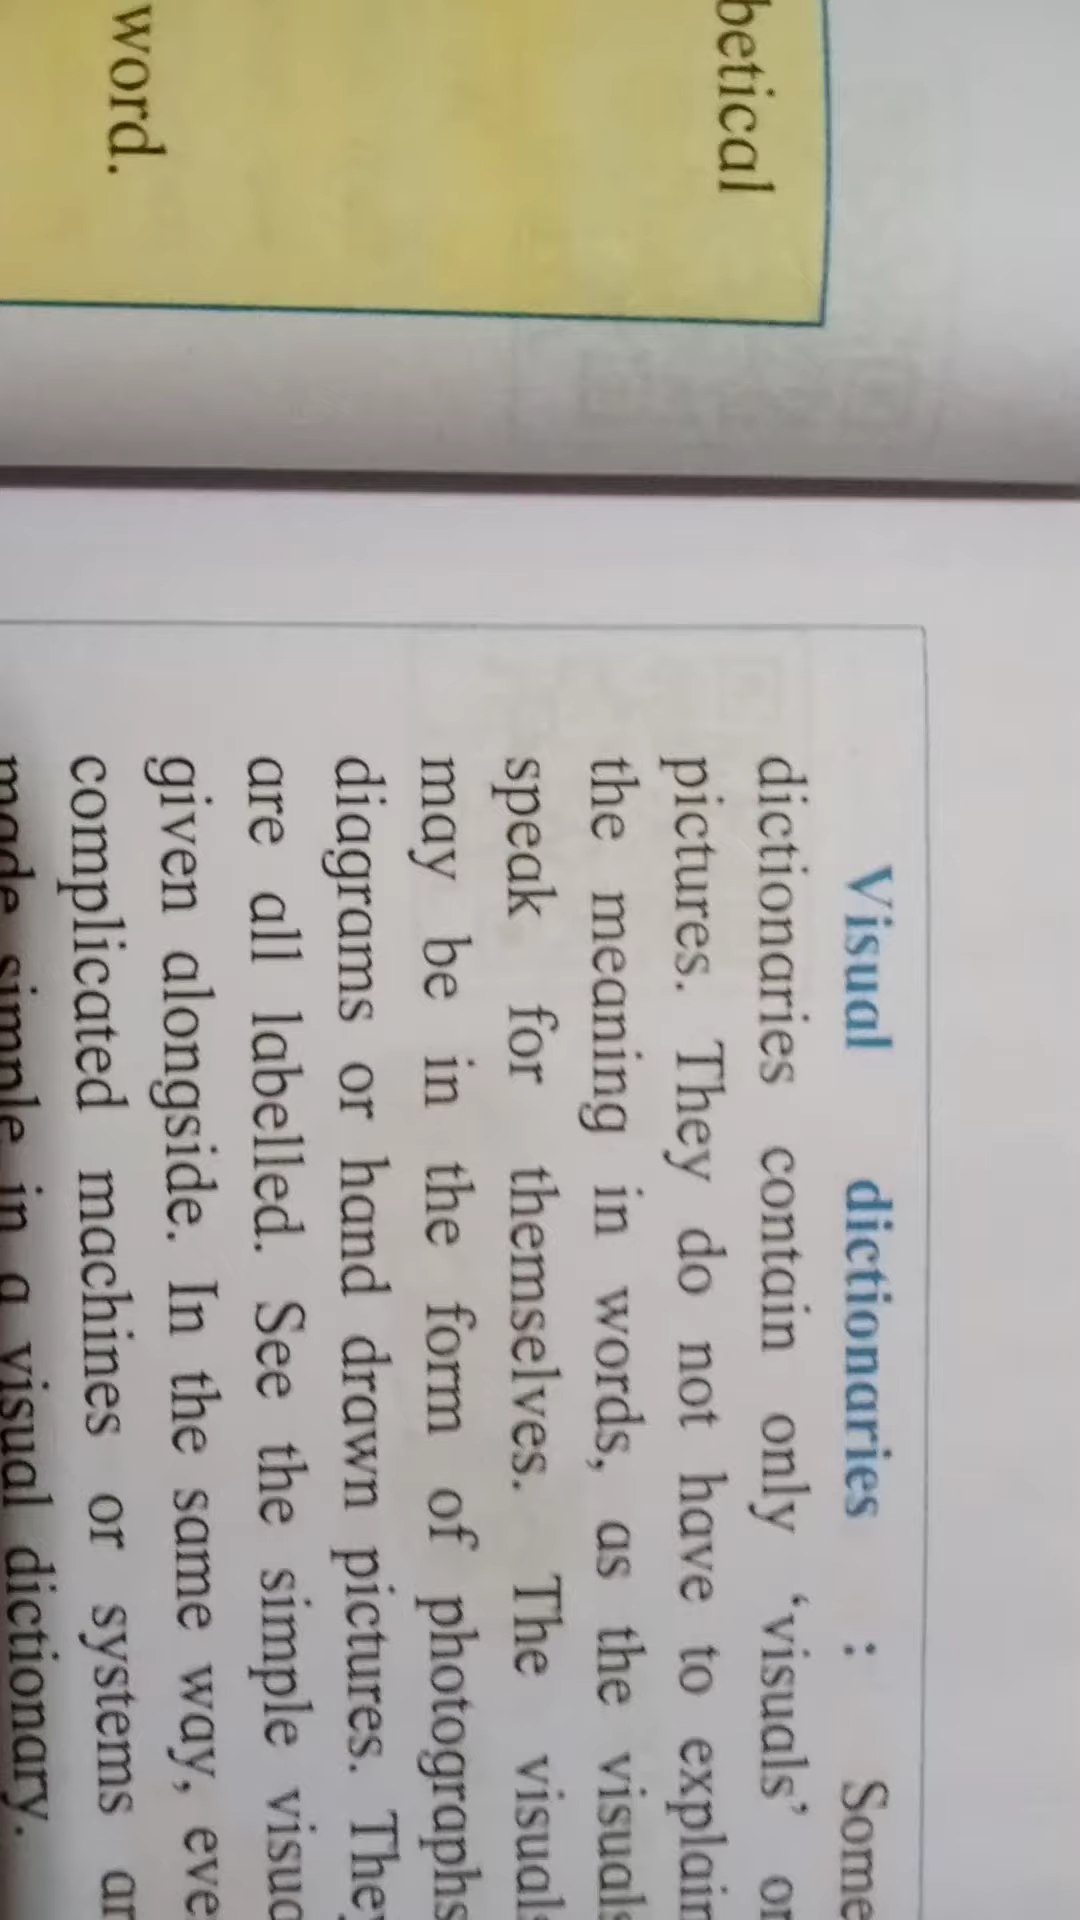 betical
word.
Visual dictionaries : Some
dictionaries contain only ‘visuals’ or
pictures. They do not have to explain
the meaning in words, as the visuals
speak for themselves. The visuals
may be in the form of photographs
diagrams or hand drawn pictures. They
are all labelled. See the simple visua
given alongside. In the same way, eve
complicated machines or systems ar
made simple in a visual dictionary.